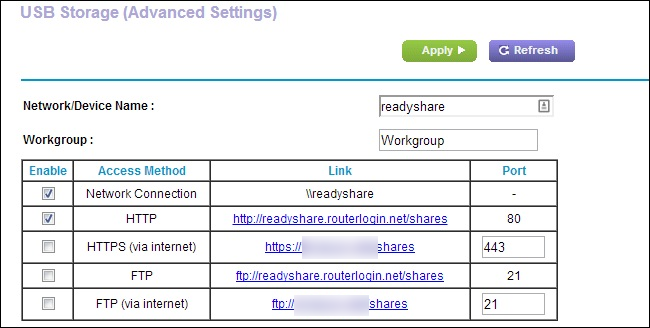 USB Storage (Advanced Settings)
Apply Refresh
Network/Device Name : readyshare
Workgroup : Workgroup
Enable Access Method Link Port
Network Connection \\readyshare -
HTTP http://readyshare.routerlogin.net/shares 80
HTTPS (via internet) https:// shares 443
FTP ftp://readyshare.routerlogin.net/shares 21
FTP (via internet) ftp:// shares 21